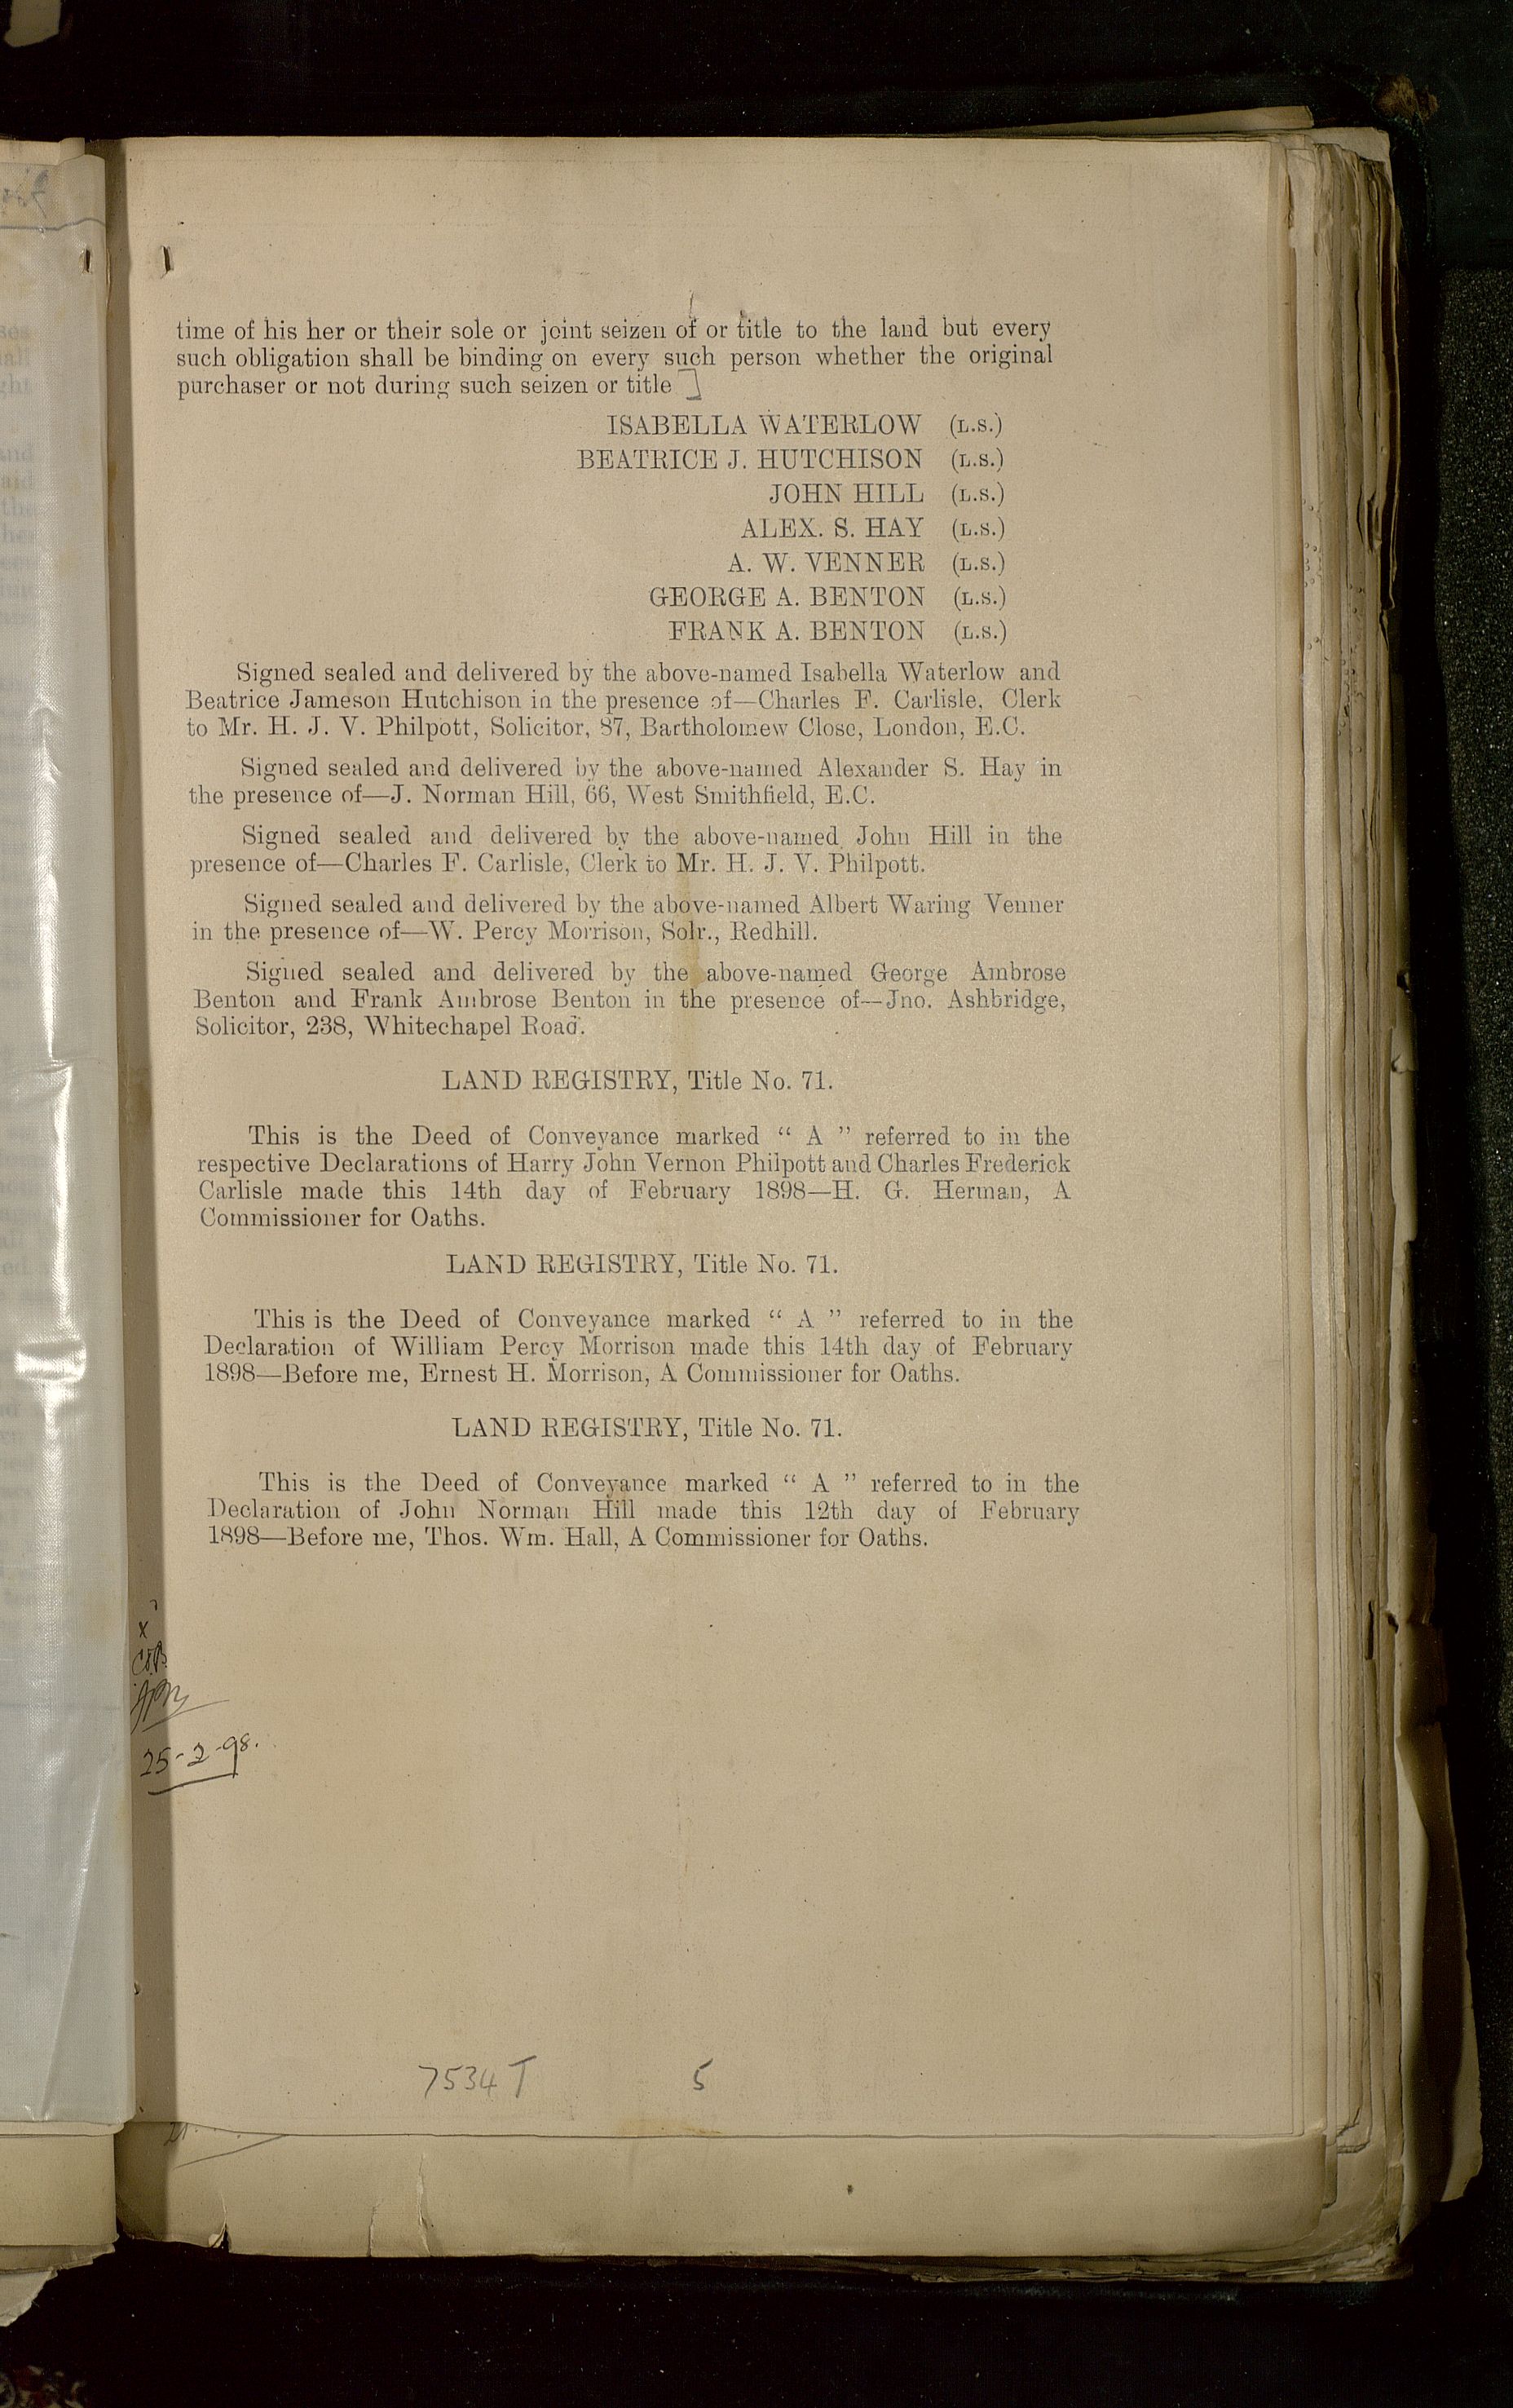 time of his her or their sole or joint seizen of or title to the land but every
such obligation shall be binding on every such person whether the original
purchaser or not during such seizen or title ]
ISABELLA WATERLOW (L.S.)
BEATRICE J. HUTCHISON (L.S.)
JOHN HILL (L.S.)
ALEX. S. HAY (L.S.)
A. W. VENNER (L.S.)
GEORGE A. BENTON (L.S.)
FRANK A. BENTON (L.S.)
Signed sealed and delivered by the above-named Isabella Waterlow and
Beatrice Jameson Hutchison in the presence of—Charles F. Carlisle, Clerk
to Mr. H. J. V. Philpott, Solicitor, 87, Bartholomew Close, London, E.C.
Signed sealed and delivered by the above-named Alexander S. Hay in
the presence of—J. Norman Hill, 66, West Smithfield, E.C.
Signed sealed and delivered by the above-named John Hill in the
presence of—Charles F. Carlisle, Clerk to Mr. H. J. V. Philpott.
Signed sealed and delivered by the above-named Albert Waring Venner
in the presence of—W. Percy Morrison, Solr., Redhill.
Signed sealed and delivered by the above-named George Ambrose
Benton and Frank Ambrose Benton in the presence of—Jno. Ashbridge,
Solicitor, 238, Whitechapel Road.
LAND REGISTRY, Title No. 71.
This is the Deed of Conveyance marked " A " referred to in the
respective Declarations of Harry John Vernon Philpott and Charles Frederick
Carlisle made this 14th day of February 1898—H. G. Herman, A
Commissioner for Oaths.
LAND REGISTRY, Title No. 71.
This is the Deed of Conveyance marked " A " referred to in the
Declaration of William Percy Morrison made this 14th day of February
1898—Before me, Ernest H. Morrison, A Commissioner for Oaths.
LAND REGISTRY, Title No. 71.
This is the Deed of Conveyance marked " A " referred to in the
Declaration of John Norman Hill made this 12th day of February
1898—Before me, Thos. Wm. Hall, A Commissioner for Oaths.
x
25-2-98.
7534 T 5